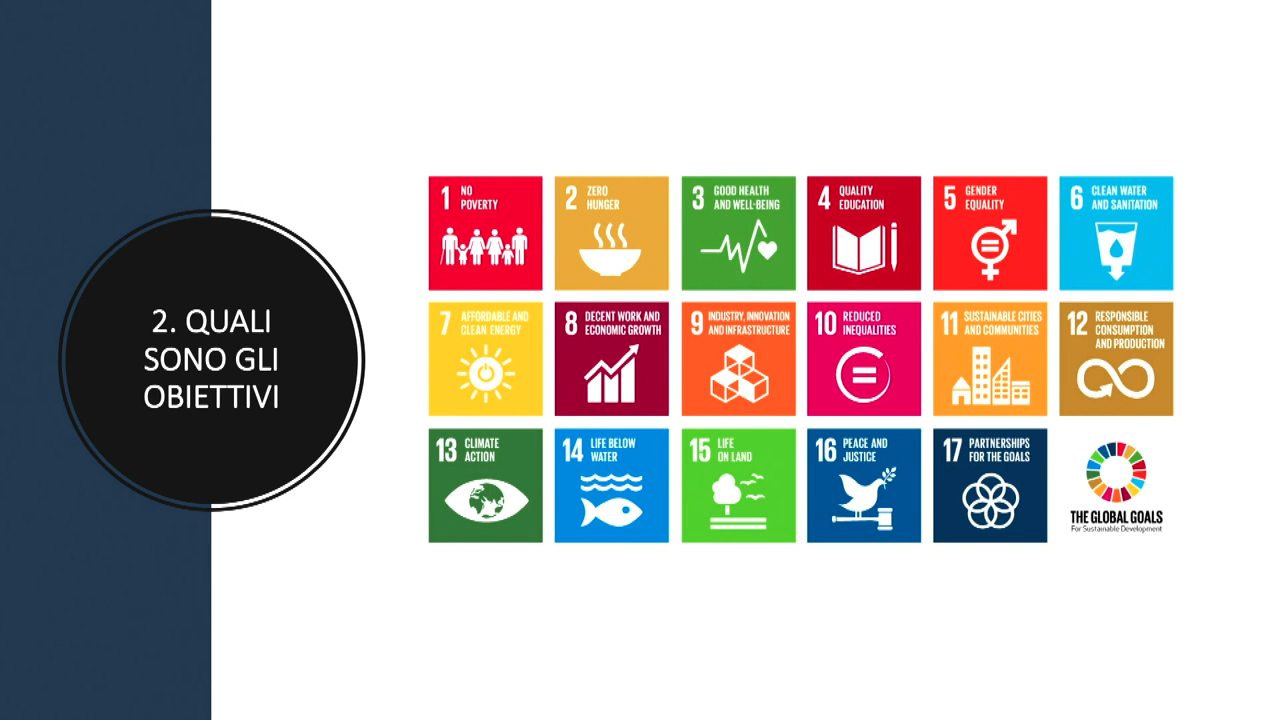 2. QUALI
SONO GLI
OBIETTIVI
1 NO
POVERTY
2 ZERO
HUNGER
3 GOOD HEALTH
AND WELL-BEING
4 QUALITY
EDUCATION
5 GENDER
EQUALITY
6 CLEAN WATER
AND SANITATION
7 AFFORDABLE AND
CLEAN ENERGY
8 DECENT WORK AND
ECONOMIC GROWTH
9 INDUSTRY, INNOVATION
AND INFRASTRUCTURE
10 REDUCED
INEQUALITIES
11 SUSTAINABLE CITIES
AND COMMUNITIES
12 RESPONSIBLE
CONSUMPTION
AND PRODUCTION
13 CLIMATE
ACTION
14 LIFE BELOW
WATER
15 LIFE
ON LAND
16 PEACE AND
JUSTICE
17 PARTNERSHIPS
FOR THE GOALS
THE GLOBAL GOALS
For Sustainable Development